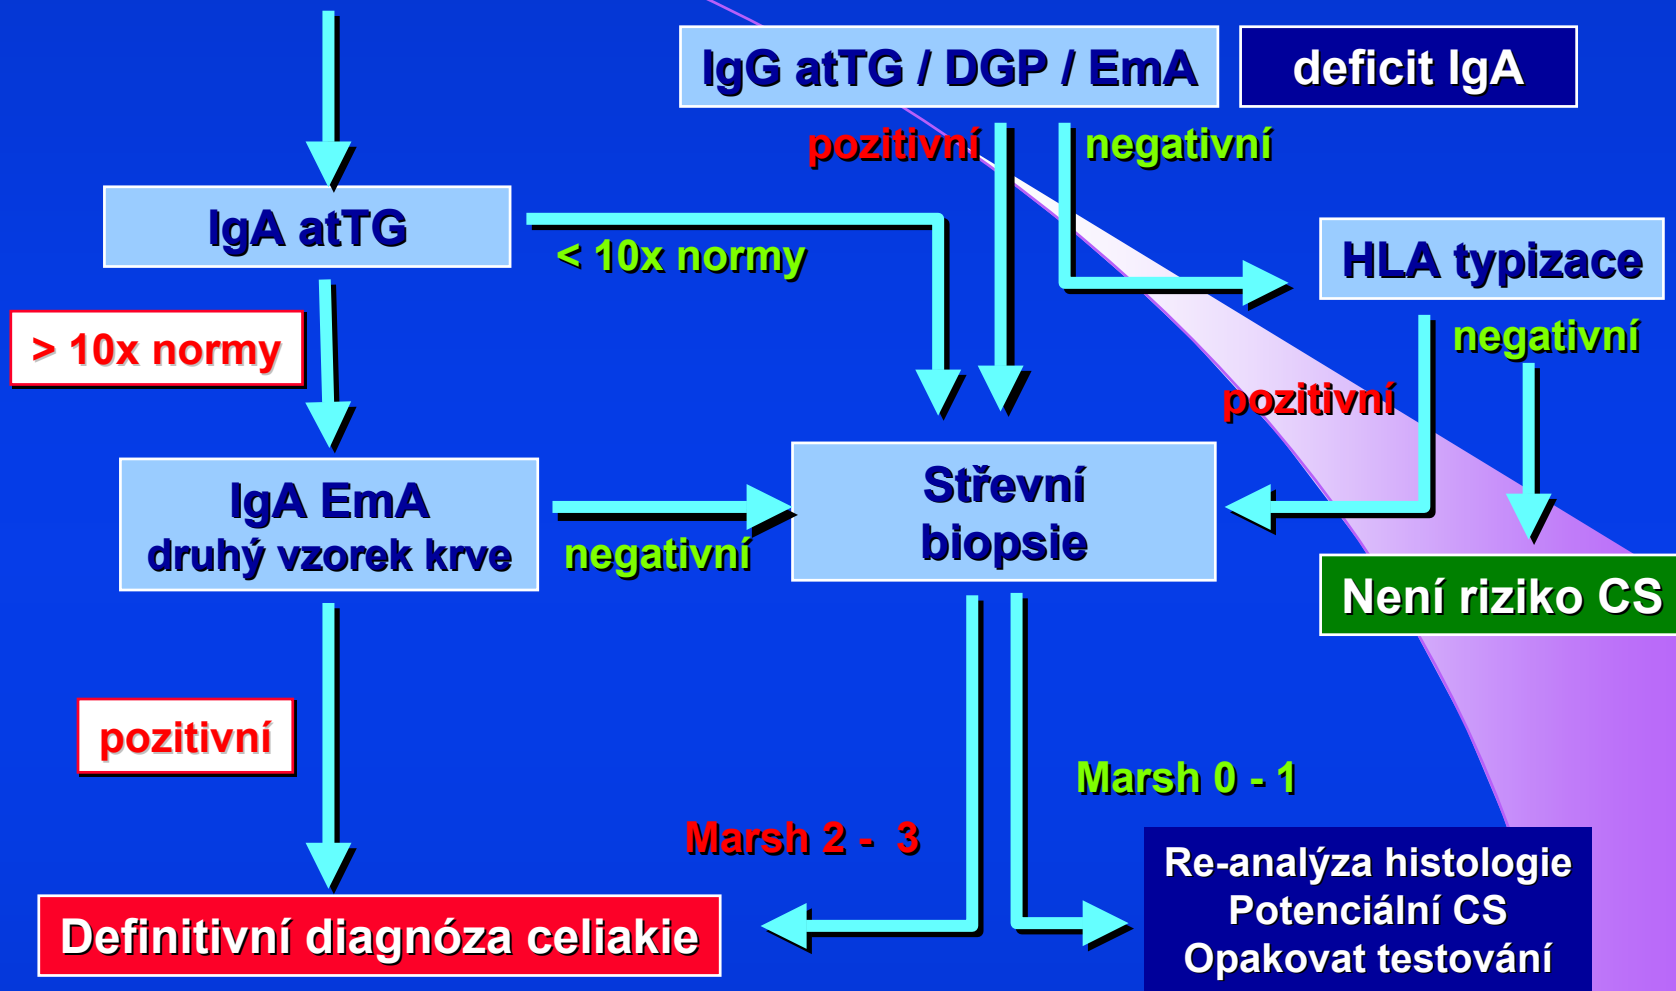 IgG atTG / DGP / EmA
deficit IgA
pozitivní
negativní
IgA atTG
< 10x normy
HLA typizace
> 10x normy
negativní
pozitivní
IgA EmA
druhý vzorek krve
negativní
Střevní
biopsie
Není riziko CS
pozitivní
Marsh 0 - 1
Marsh 2 - 3
Re-analýza histologie
Potenciální CS
Opakovat testování
Definitivní diagnóza celiakie